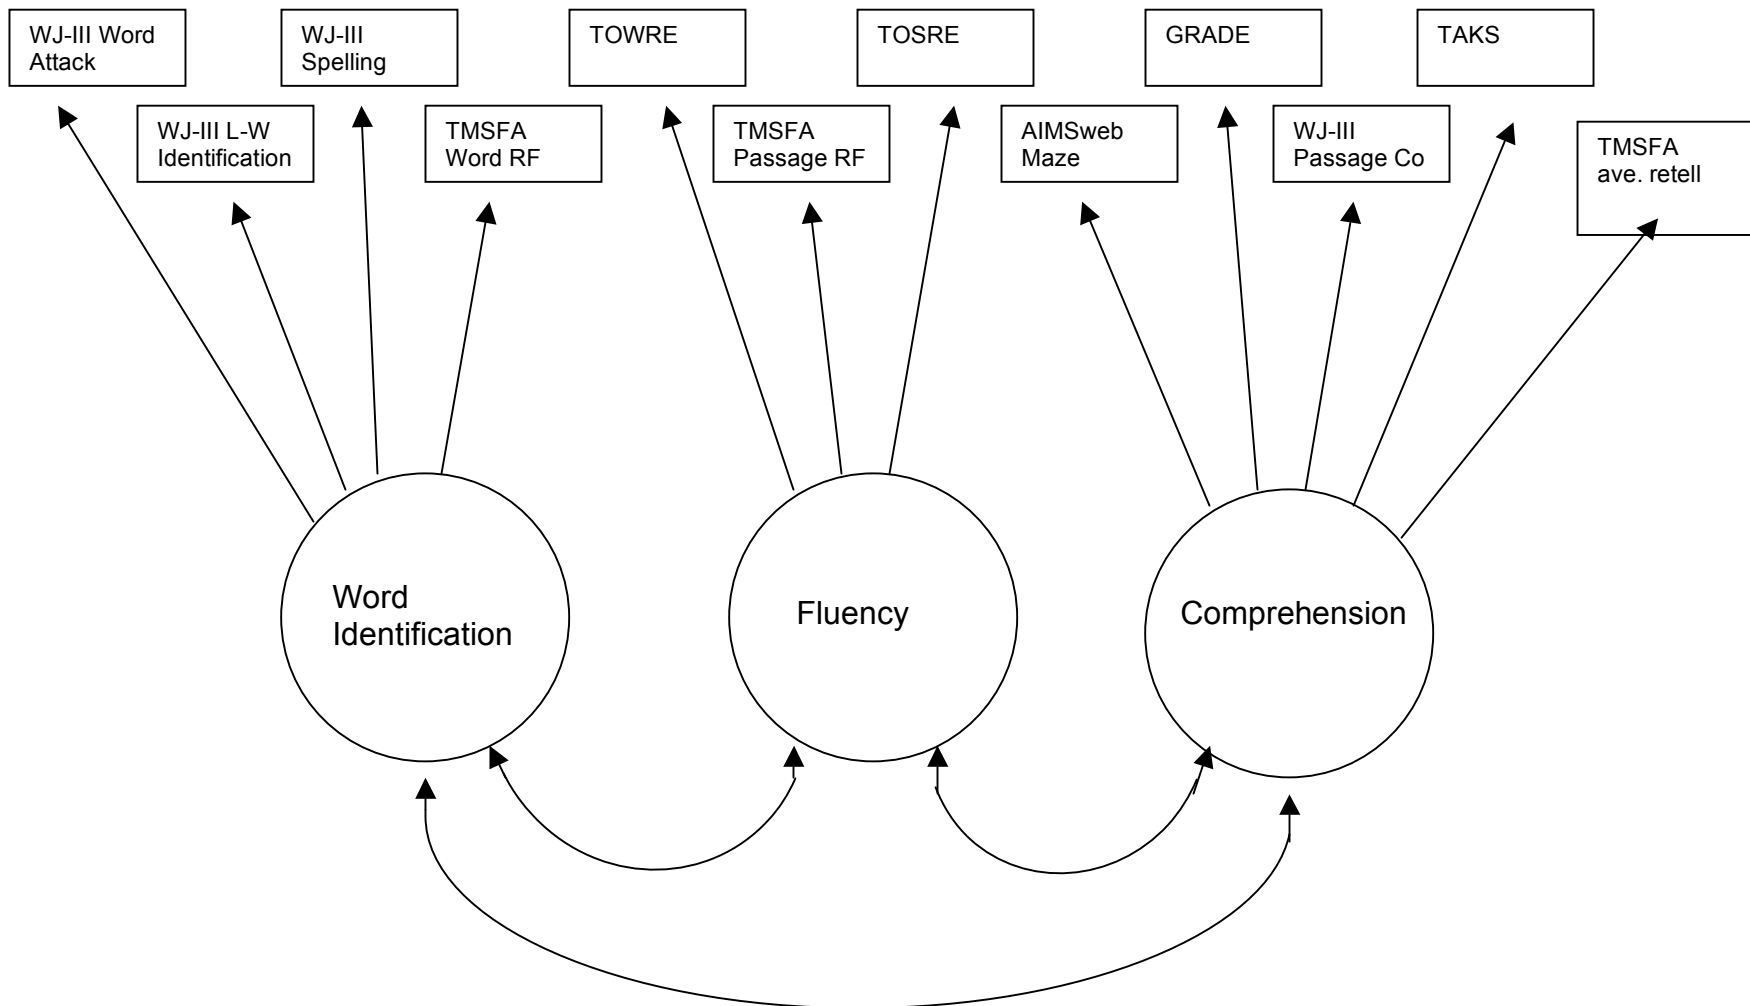 WJ-III Word
Attack
WJ-III
Spelling
TOWRE
TOSRE
GRADE
TAKS
WJ-III L-W
Identification
TMSFA
Word RF
TMSFA
Passage RF
AIMSweb
Maze
WJ-III
Passage Co
TMSFA
ave. retell
Word
Identification
Fluency
Comprehension